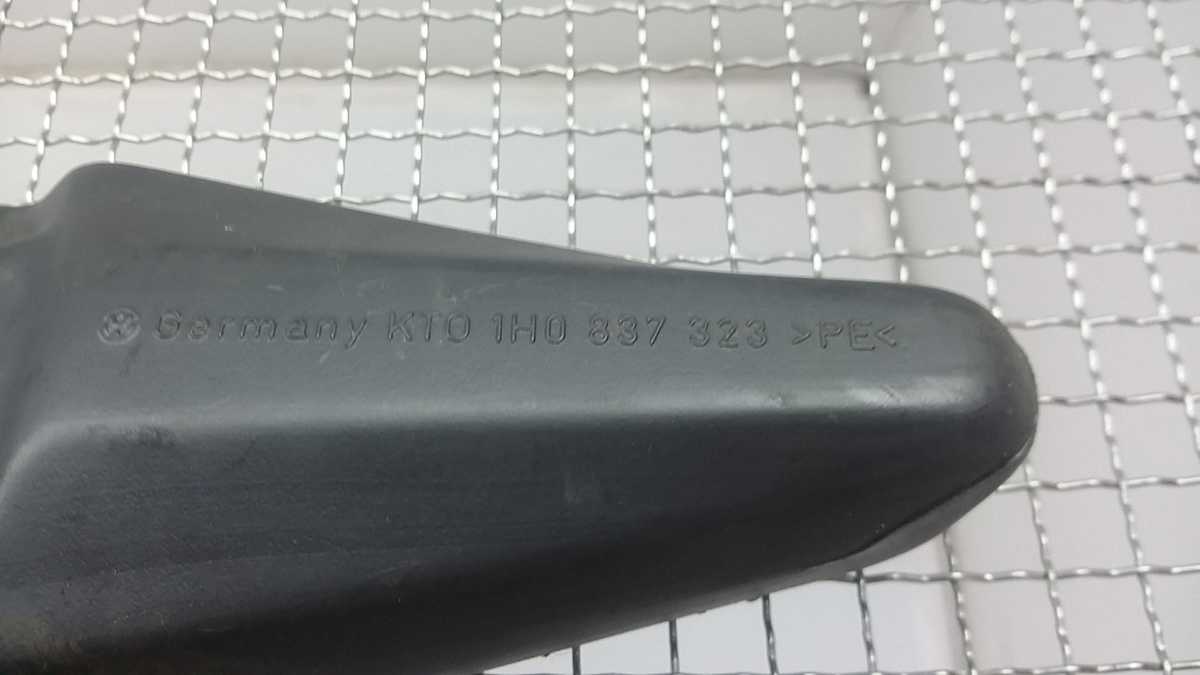 Germany KTO 1H0 837 323 >PE<